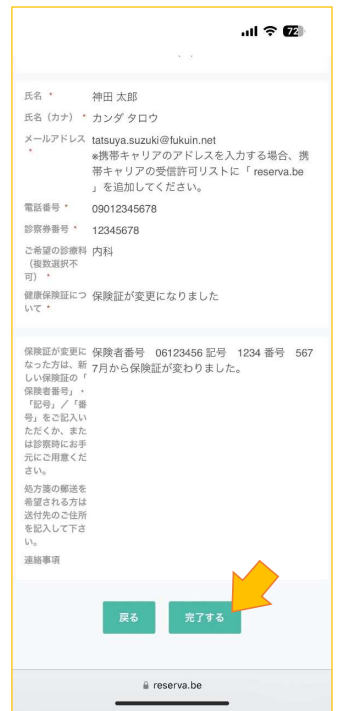 72
氏名 * 神田 太郎
氏名（カナ） * カンダ タロウ
メールアドレス tatsuya.suzuki@fukuin.net
* ※携帯キャリアのアドレスを入力する場合、携
帯キャリアの受信許可リストに「 reserva.be
」を追加してください。
電話番号 * 09012345678
診察券番号 * 12345678
ご希望の診療科 内科
（複数選択不
可） *
健康保険証につ 保険証が変更になりました
いて *
保険証が変更に 保険者番号　06123456 記号　1234 番号　567
なった方は、新 7月から保険証が変わりました。
しい保険証の「
保険者番号」・
「記号」／「番
号」をご記入い
ただくか、また
は診察時にお手
元にご用意くだ
さい。
処方箋の郵送を
希望される方は
送付先のご住所
を記入して下さ
い。
連絡事項
戻る 完了する
reserva.be